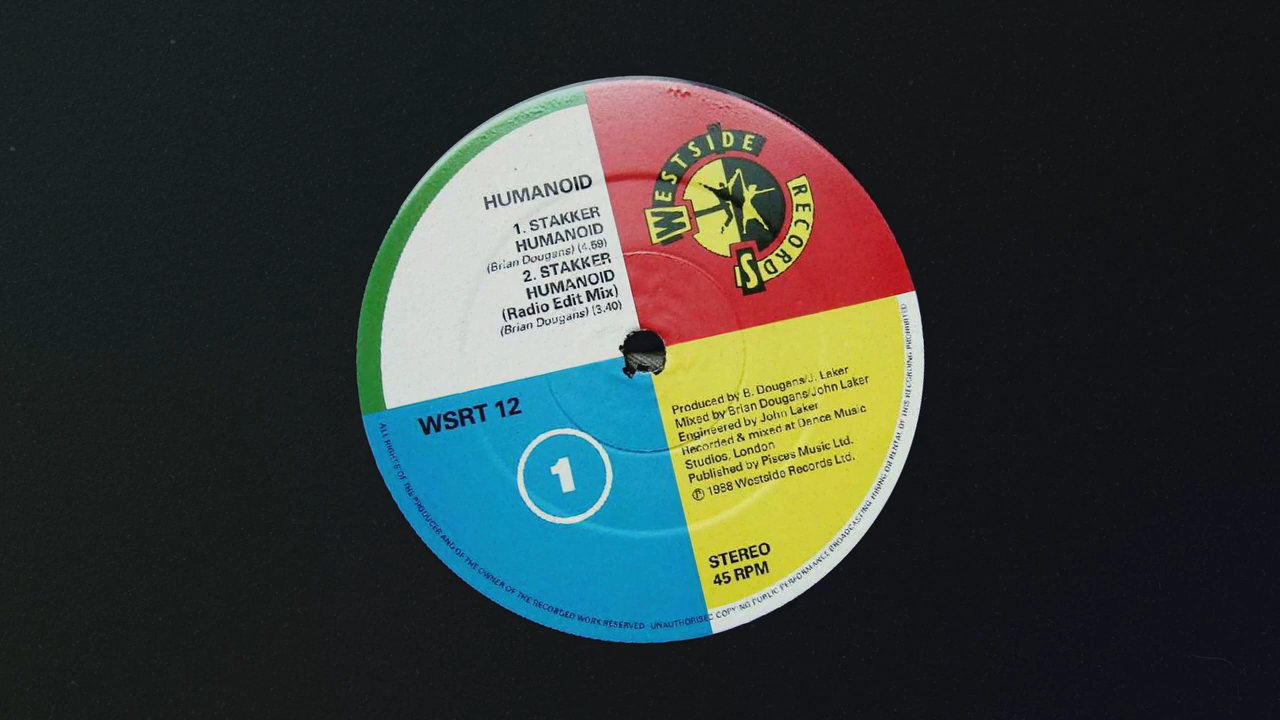 WESTSIDE
RECORDS
HUMANOID
1. STAKKER
HUMANOID
(Brian Dougans) (4.59)
2. STAKKER
HUMANOID
(Radio Edit Mix)
(Brian Dougans) (3.40)
WSRT 12
1
Produced by B. Dougans/J. Laker
Mixed by Brian Dougans/John Laker
Engineered by John Laker
Recorded & mixed at Dance Music
Studios, London
Published by Pisces Music Ltd.
Ⓟ 1988 Westside Records Ltd.
STEREO
45 RPM
ALL RIGHTS OF THE PRODUCER AND OF THE OWNER OF THE RECORDED WORK RESERVED · UNAUTHORISED COPYING PUBLIC PERFORMANCE BROADCASTING HIRING OR RENTAL OF THIS RECORDING PROHIBITED